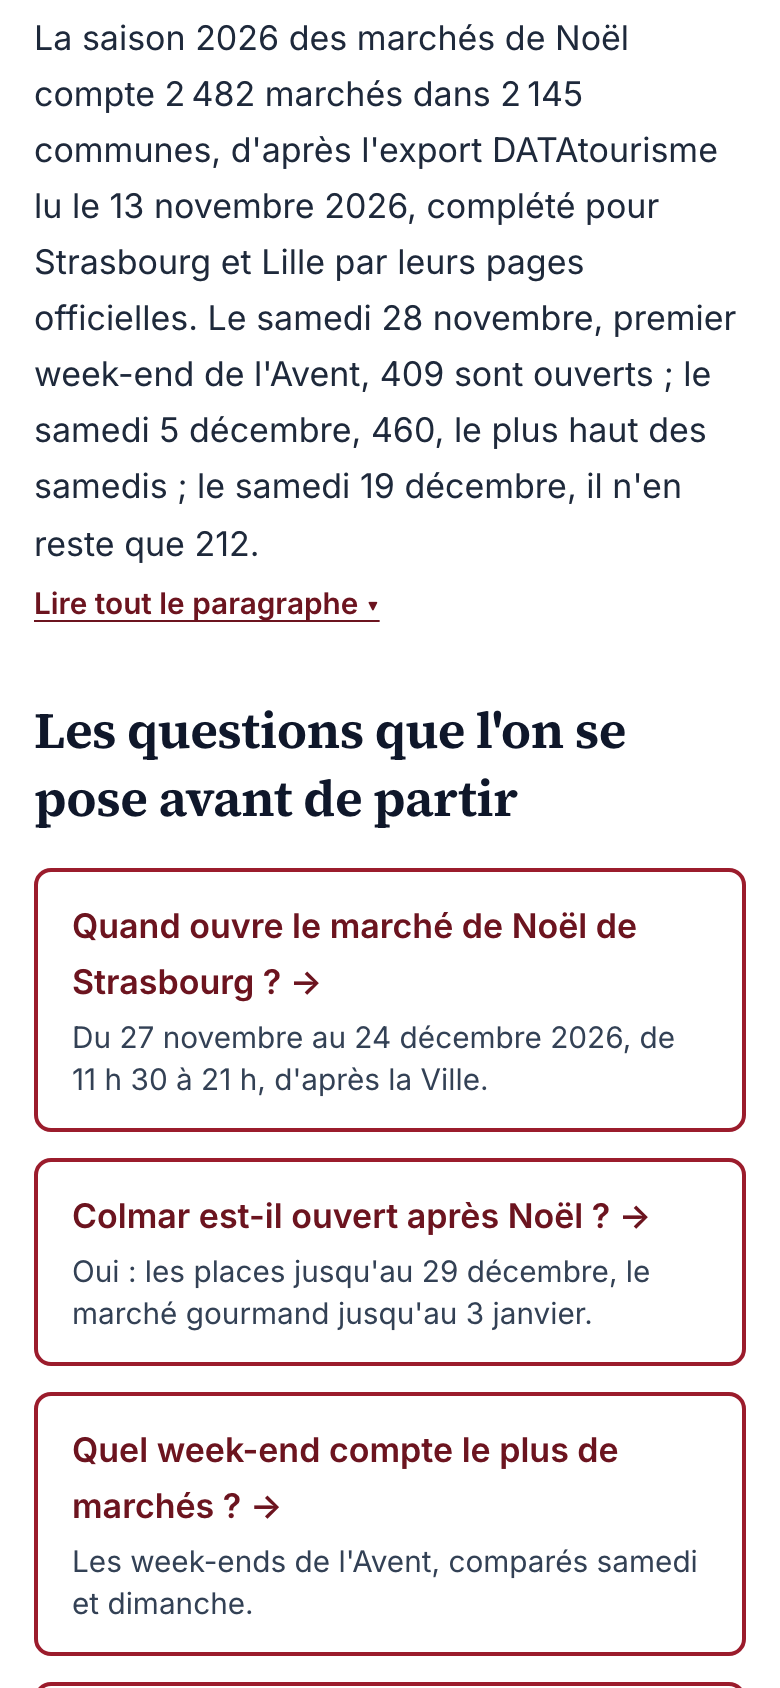 La saison 2026 des marchés de Noël
compte 2 482 marchés dans 2 145
communes, d'après l'export DATAtourisme
lu le 13 novembre 2026, complété pour
Strasbourg et Lille par leurs pages
officielles. Le samedi 28 novembre, premier
week-end de l'Avent, 409 sont ouverts ; le
samedi 5 décembre, 460, le plus haut des
samedis ; le samedi 19 décembre, il n'en
reste que 212.
Lire tout le paragraphe ▾
Les questions que l'on se
pose avant de partir
Quand ouvre le marché de Noël de
Strasbourg ? →
Du 27 novembre au 24 décembre 2026, de
11 h 30 à 21 h, d'après la Ville.
Colmar est-il ouvert après Noël ? →
Oui : les places jusqu'au 29 décembre, le
marché gourmand jusqu'au 3 janvier.
Quel week-end compte le plus de
marchés ? →
Les week-ends de l'Avent, comparés samedi
et dimanche.